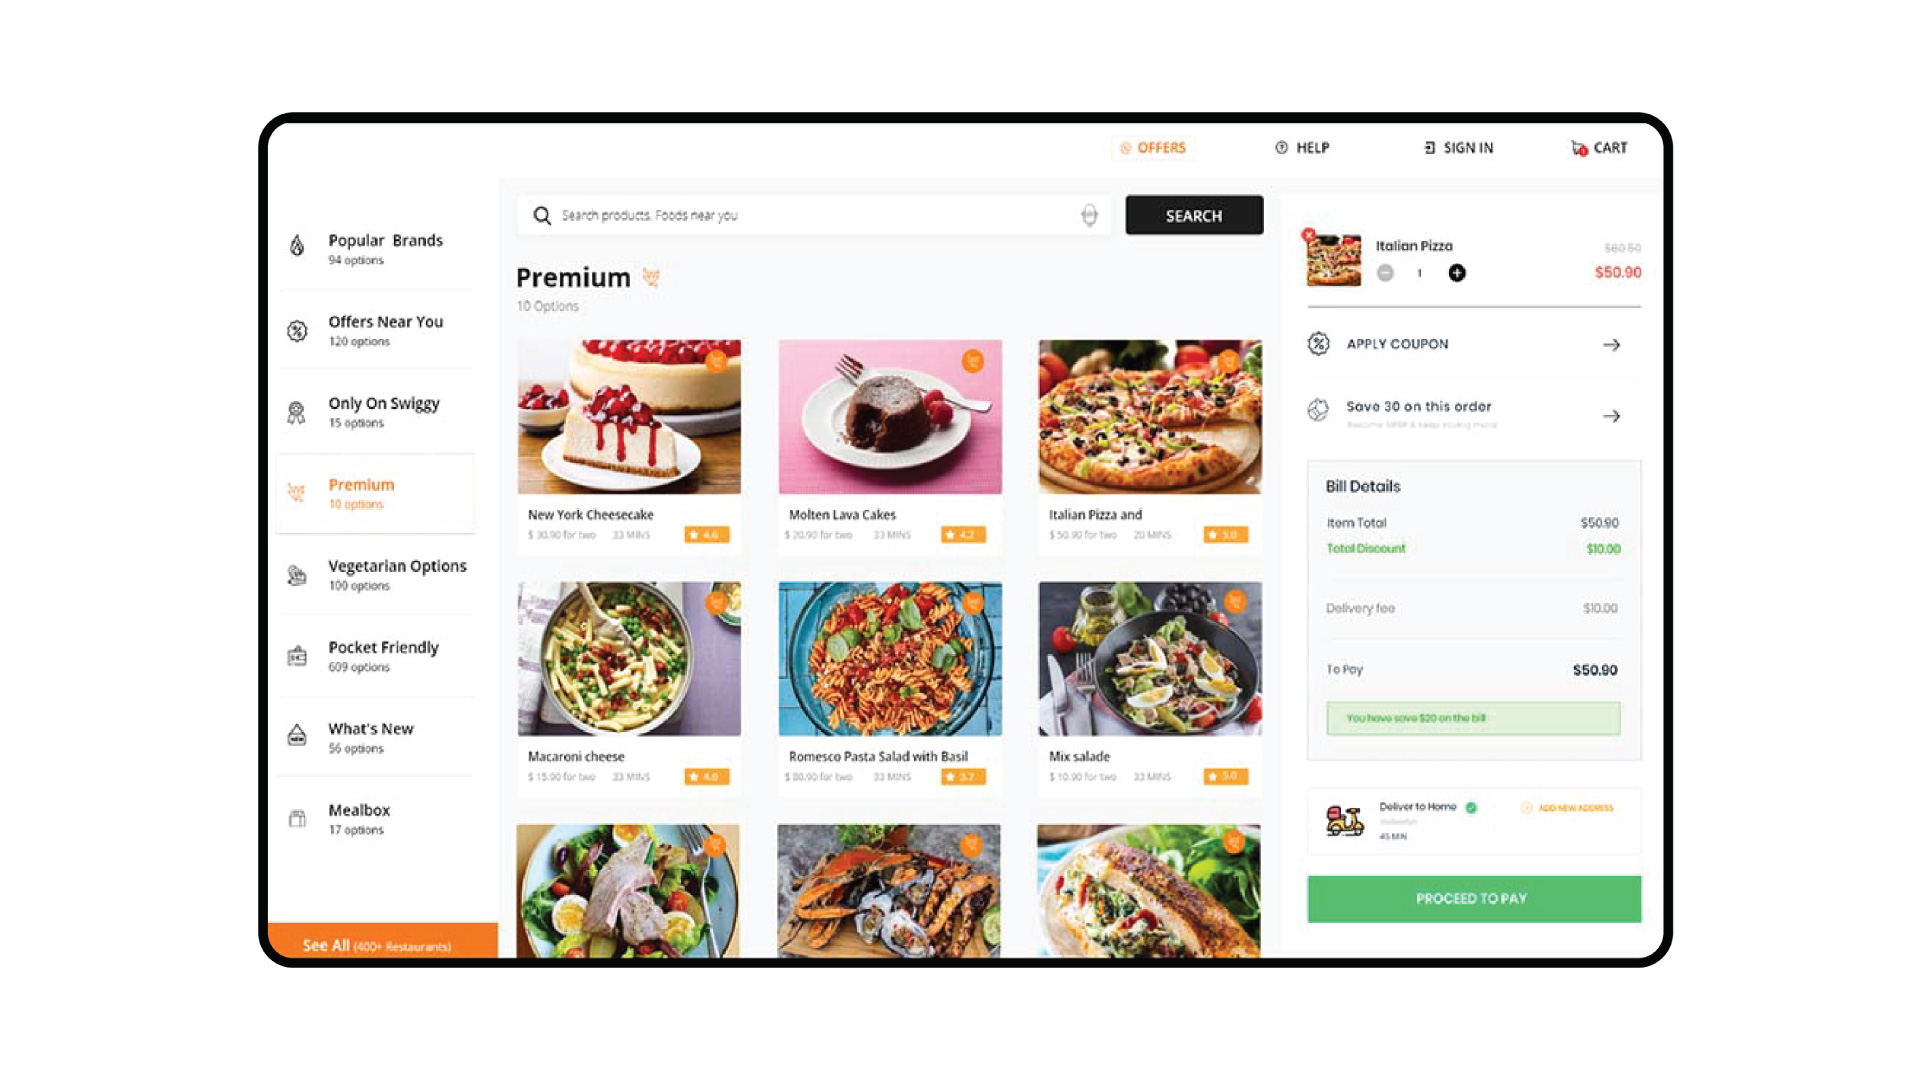 OFFERS
HELP
SIGN IN
CART
Popular Brands
94 options
Offers Near You
120 options
Only On Swiggy
15 options
Premium
10 options
Vegetarian Options
100 options
Pocket Friendly
609 options
What's New
56 options
Mealbox
17 options
See All (400+ Restaurants)
Search products. Foods near you
SEARCH
Premium
10 Options
New York Cheesecake
$ 30.90 for two 33 MINS 4.6
Molten Lava Cakes
$ 20.90 for two 33 MINS 4.2
Italian Pizza and
$ 50.90 for two 20 MINS 5.0
Macaroni cheese
$ 15.90 for two 33 MINS 4.0
Romesco Pasta Salad with Basil
$ 80.90 for two 33 MINS 3.7
Mix salade
$ 10.90 for two 33 MINS 5.0
Italian Pizza
$60.50
1
$50.90
APPLY COUPON
Save 30 on this order
Become & keep saving more
Bill Details
Item Total $50.90
Total Discount $10.00
Delivery fee $10.00
To Pay $50.90
You have save $20 on the bill
Deliver to Home
ADD NEW ADDRESS
45 MIN
PROCEED TO PAY